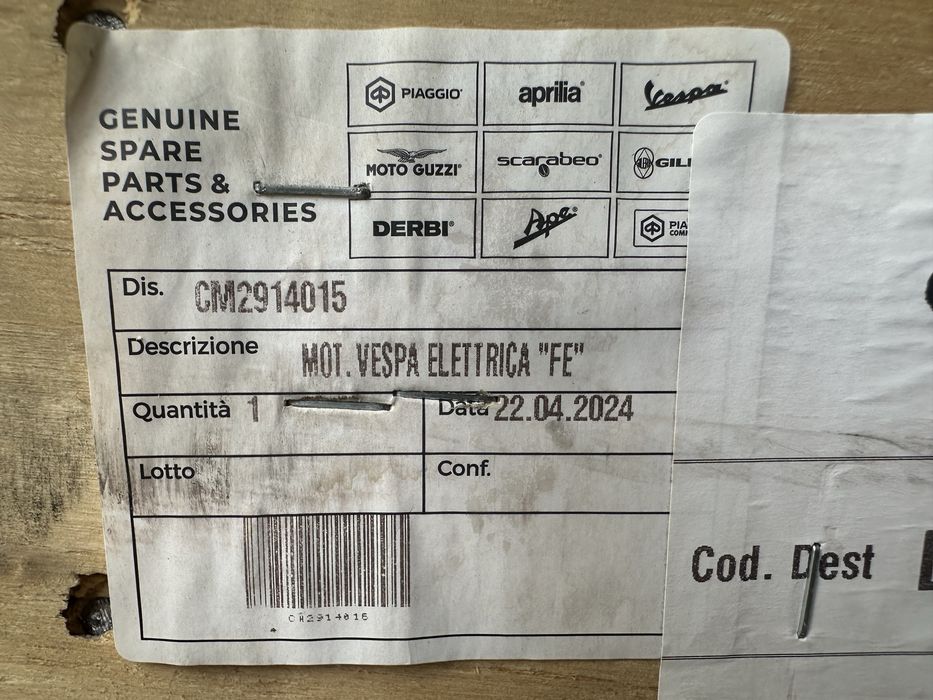 GENUINE
SPARE
PARTS &
ACCESSORIES
PIAGGIO® aprilia® Vespa®
MOTO GUZZI® scarabeo®
DERBI® Ape®
Dis. CM2914015
Descrizione MOT. VESPA ELETTRICA "FE"
Quantità 1 Data 22.04.2024
Lotto Conf.
CM2914015
Cod. Dest